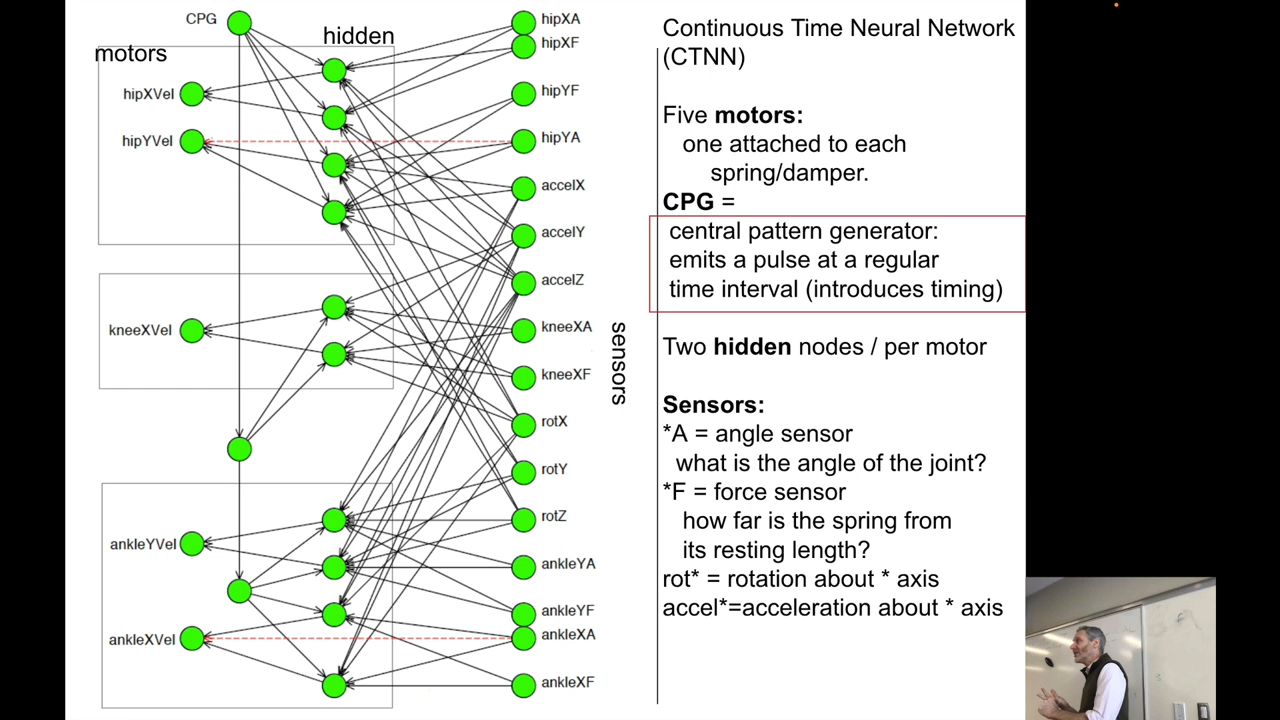 CPG
hidden
motors
hipXVel
hipYVel
kneeXVel
ankleYVel
ankleXVel
hipXA
hipXF
hipYF
hipYA
accelX
accelY
accelZ
kneeXA
kneeXF
rotX
rotY
rotZ
ankleYA
ankleYF
ankleXA
ankleXF
sensors
Continuous Time Neural Network
(CTNN)
Five motors:
one attached to each
spring/damper.
CPG =
central pattern generator:
emits a pulse at a regular
time interval (introduces timing)
Two hidden nodes / per motor
Sensors:
*A = angle sensor
what is the angle of the joint?
*F = force sensor
how far is the spring from
its resting length?
rot* = rotation about * axis
accel*=acceleration about * axis